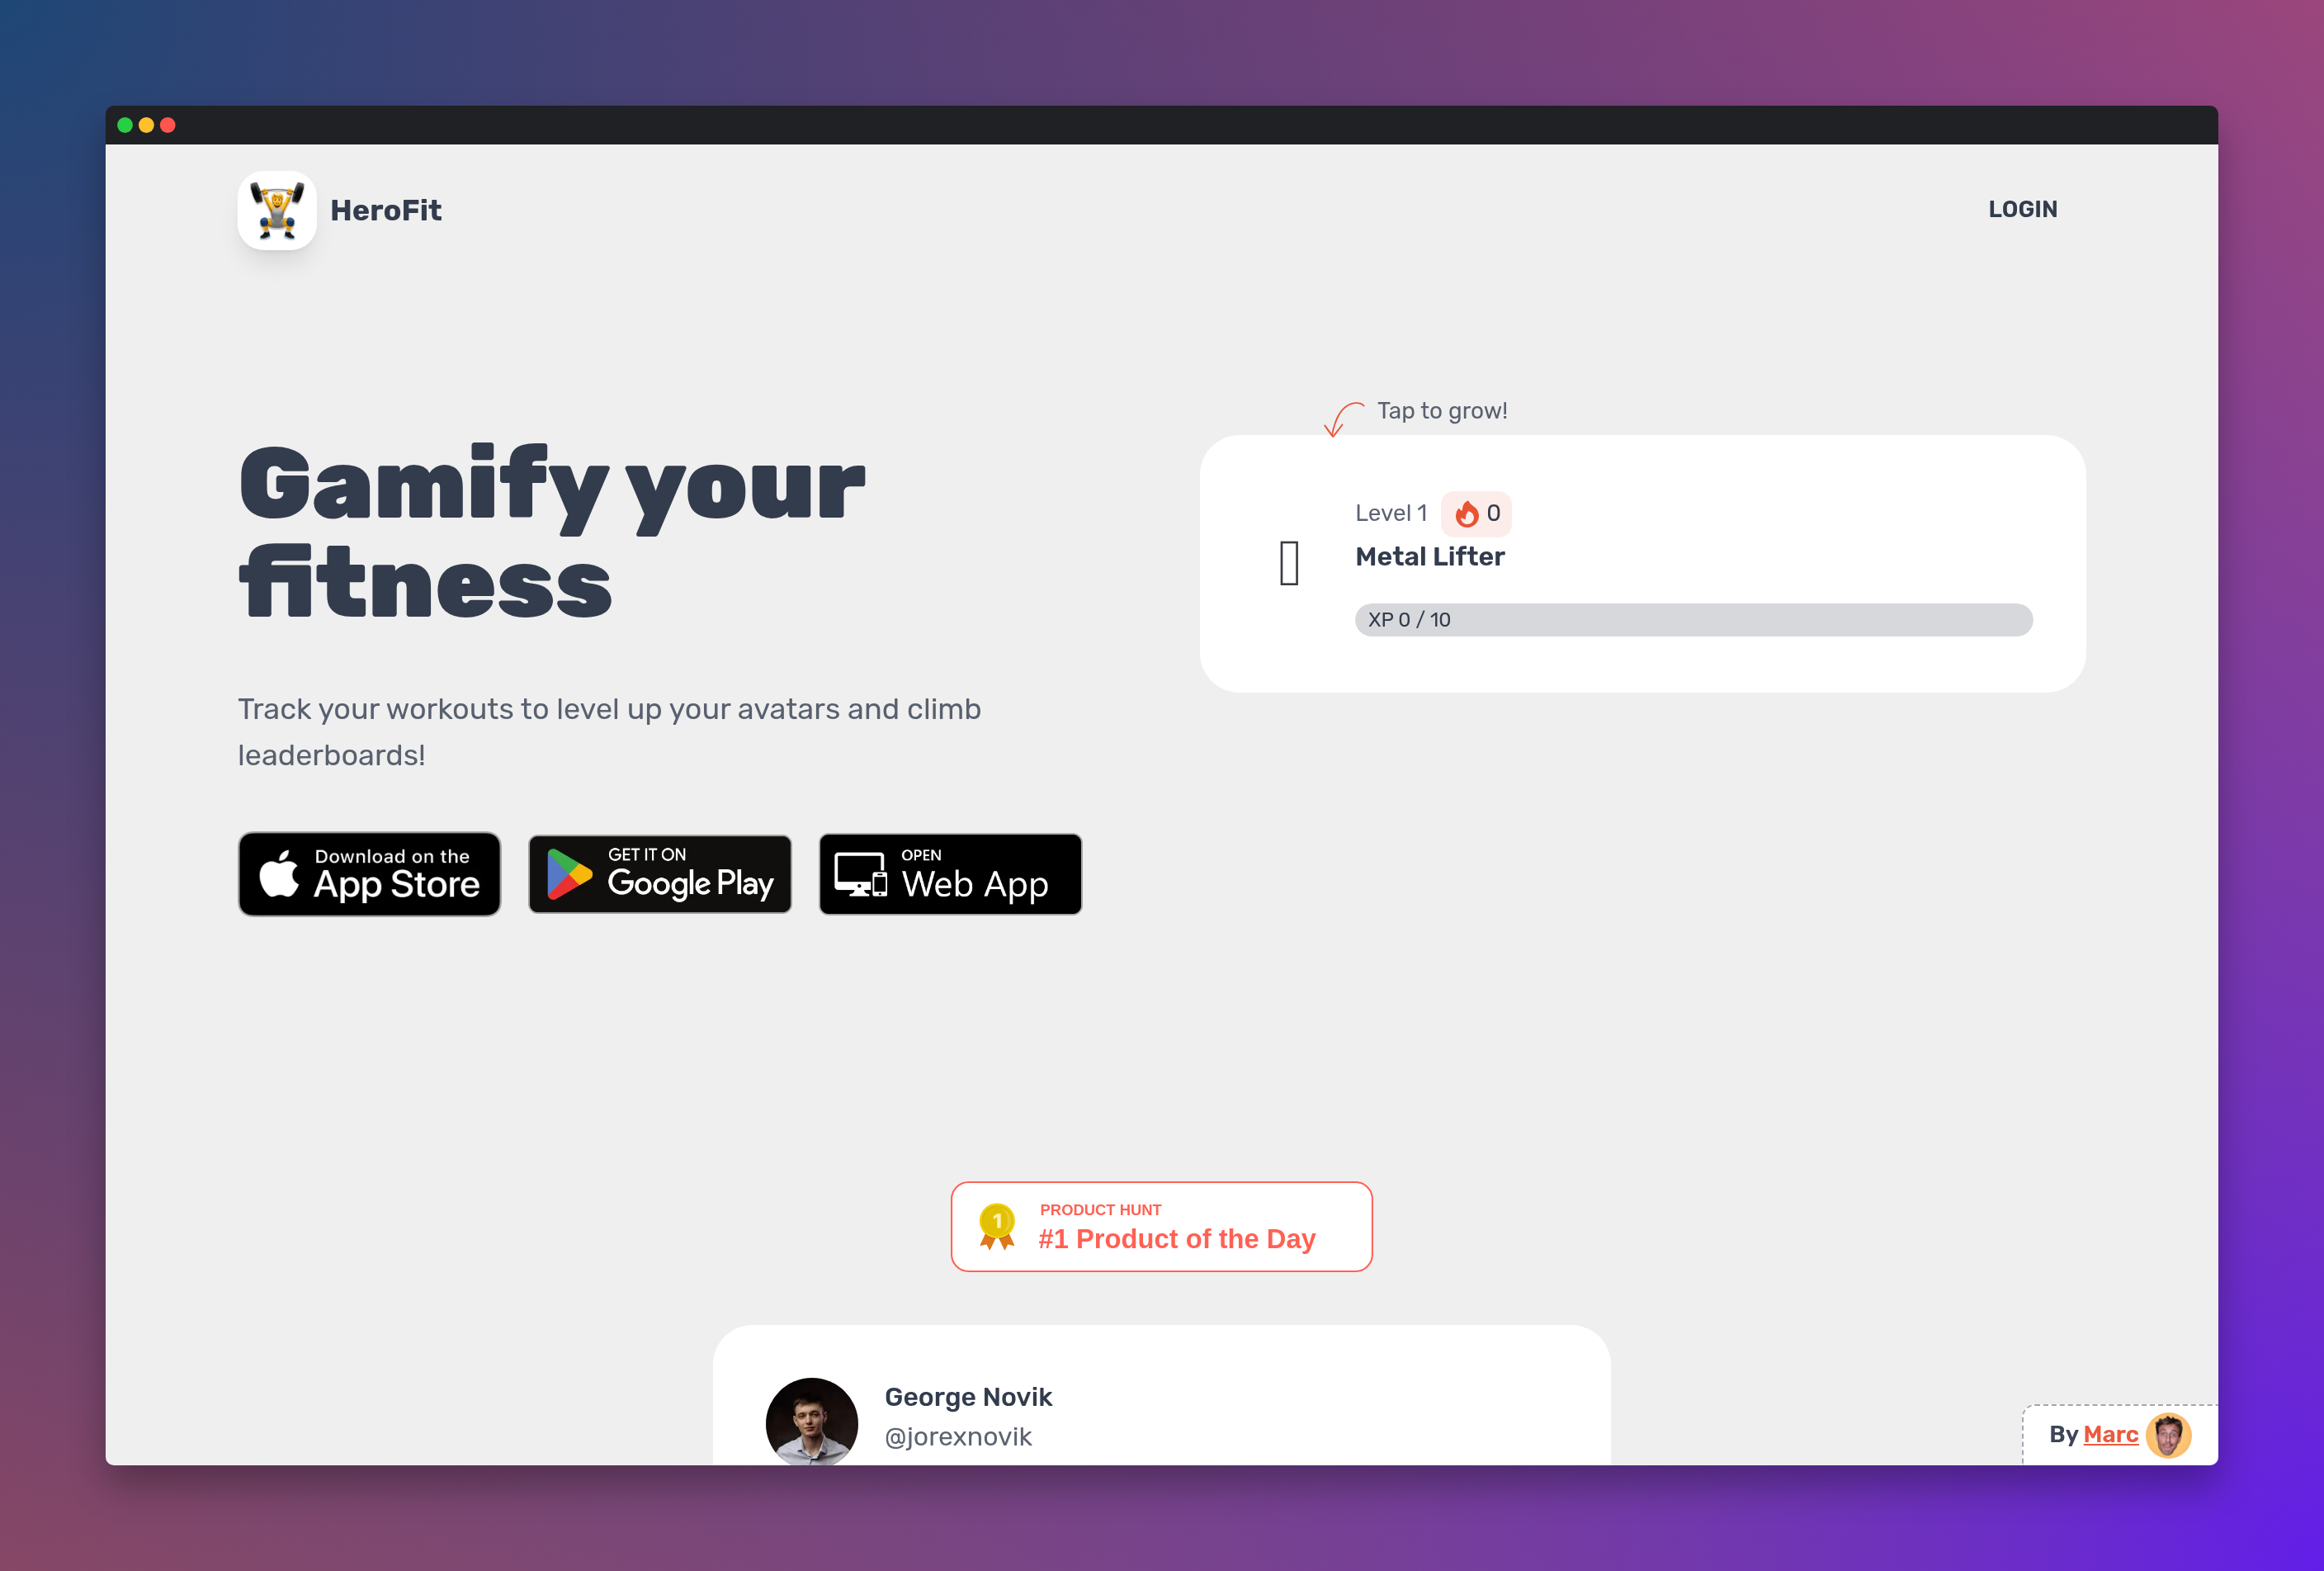 HeroFit
LOGIN
Gamify your
fitness
Track your workouts to level up your avatars and climb
leaderboards!
Download on the
App Store
GET IT ON
Google Play
OPEN
Web App
Tap to grow!
Level 1 0
Metal Lifter
XP 0 / 10
1
PRODUCT HUNT
#1 Product of the Day
George Novik
@jorexnovik
By Marc